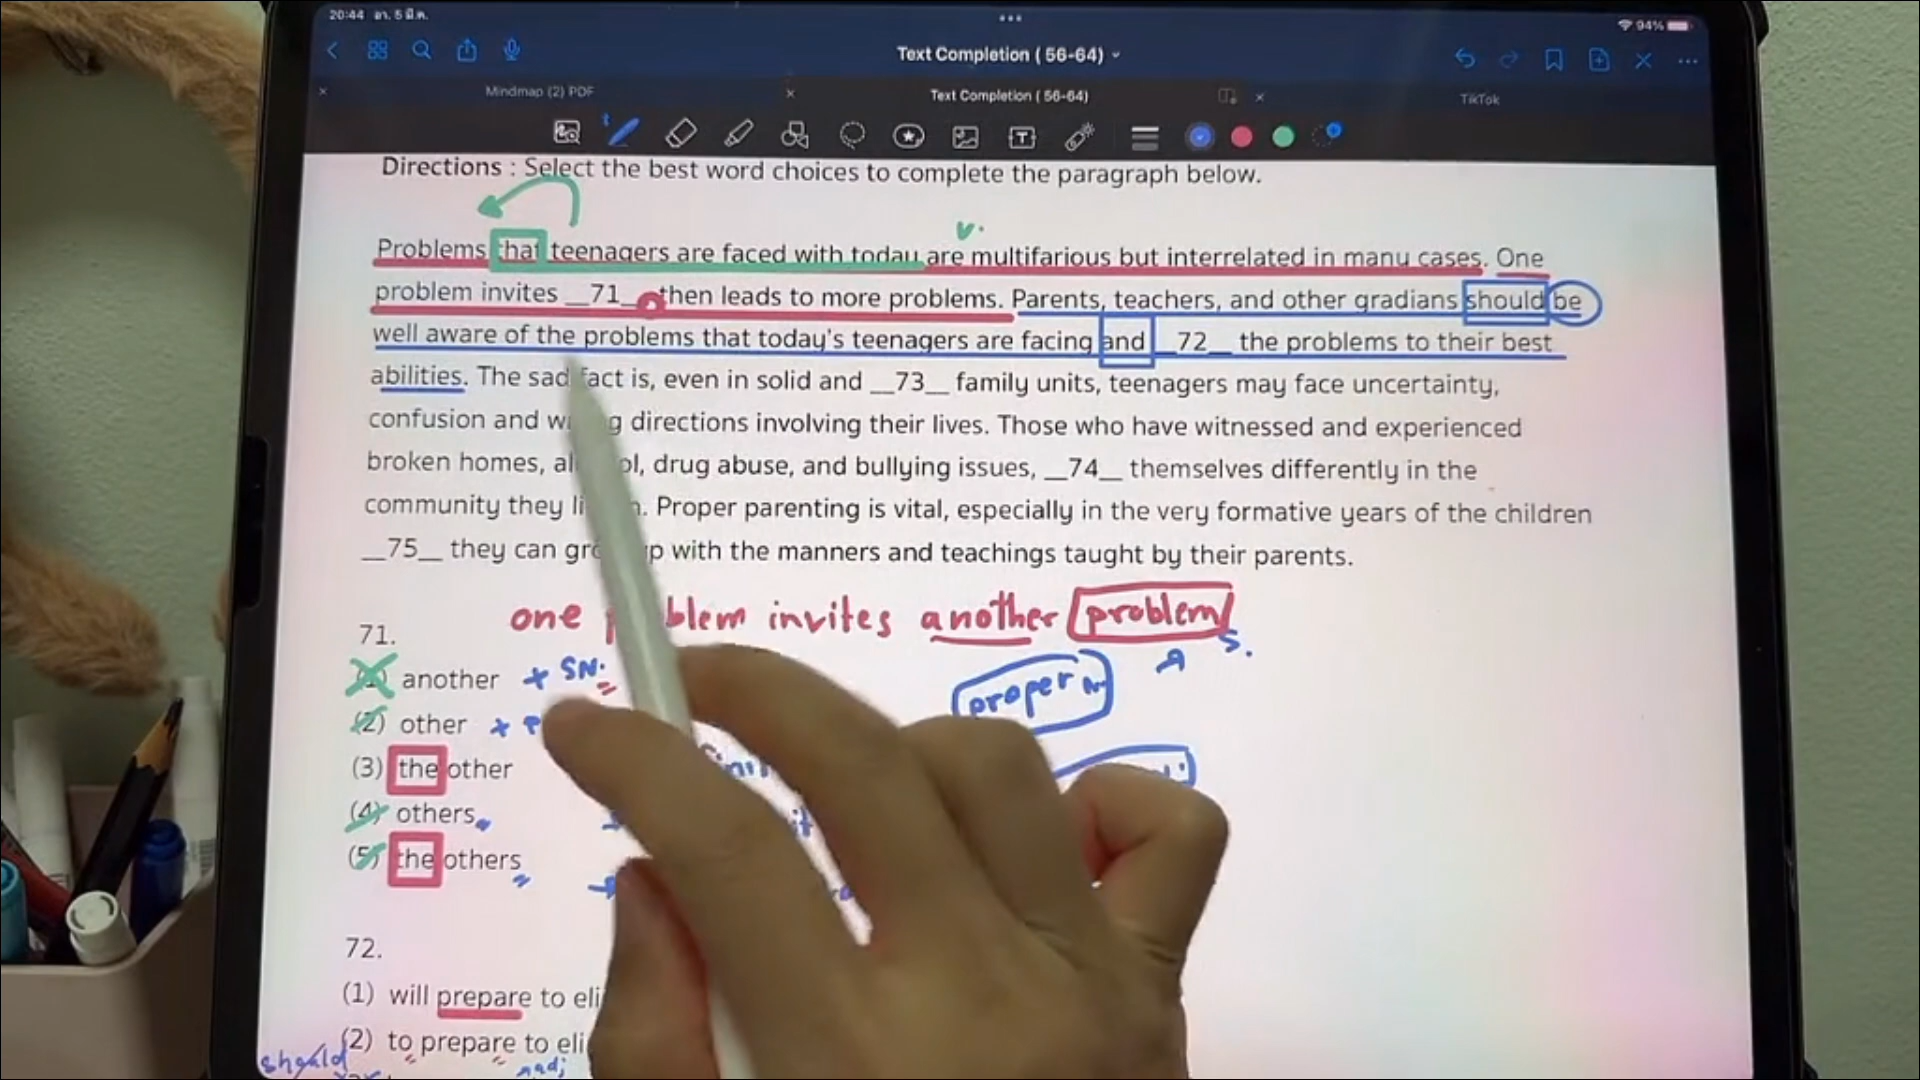 20:44 อา. 5 มี.ค.
94%
Text Completion ( 56-64)
Mindmap (2) PDF
Text Completion ( 56-64)
TikTok
Directions : Select the best word choices to complete the paragraph below.
v.
Problems that teenagers are faced with today are multifarious but interrelated in many cases. One
problem invites __71__ then leads to more problems. Parents, teachers, and other gradians should be
well aware of the problems that today's teenagers are facing and __72__ the problems to their best
abilities. The sad fact is, even in solid and __73__ family units, teenagers may face uncertainty,
confusion and directions involving their lives. Those who have witnessed and experienced
broken homes, drug abuse, and bullying issues, __74__ themselves differently in the
community they Proper parenting is vital, especially in the very formative years of the children
__75__ they can with the manners and teachings taught by their parents.
one problem invites another problem
s.
71.
(1) another + SN.
proper n.
(2) other +
(3) the other
(4) others
(5) the others
72.
(1) will prepare to
(2) to prepare to
should
adj